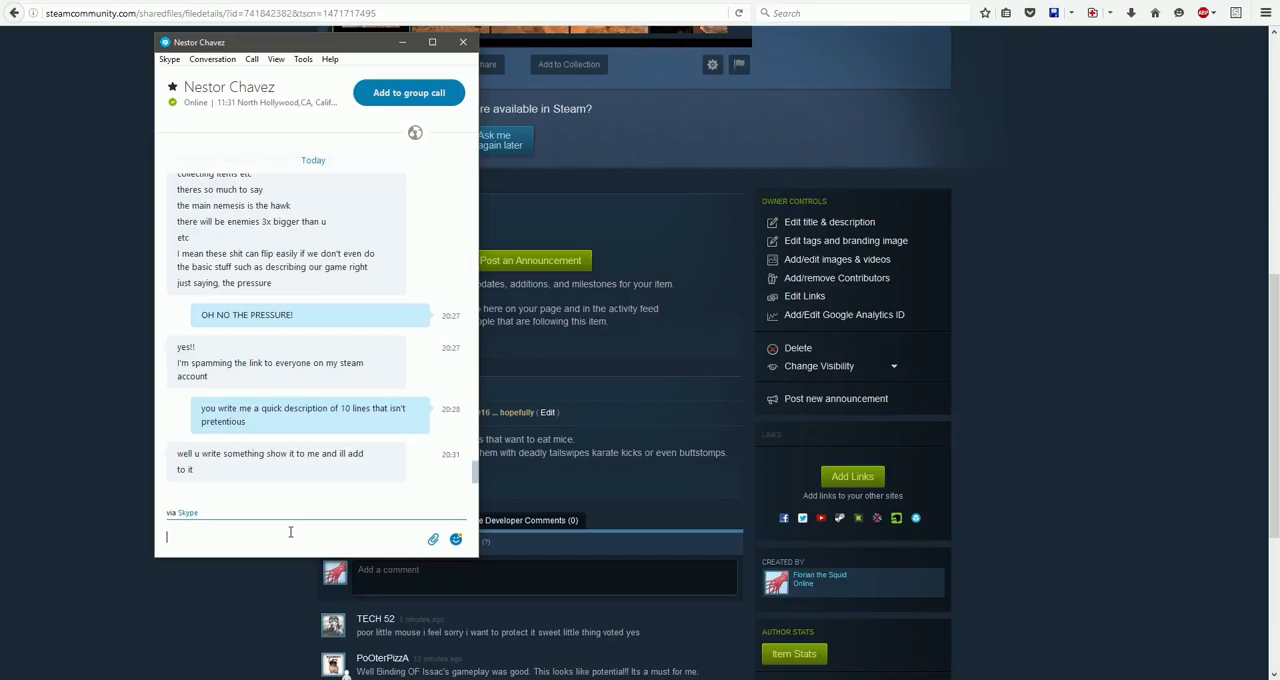 steamcommunity.com/sharedfiles/filedetails/?id=741842382&tscn=1471717495
Search
Nestor Chavez
Skype Conversation Call View Tools Help
Nestor Chavez
Online | 11:31 North Hollywood,CA, Calif...
Add to group call
Today
collecting items etc
theres so much to say
the main nemesis is the hawk
there will be enemies 3x bigger than u
etc
I mean these shit can flip easily if we don't even do
the basic stuff such as describing our game right
just saying, the pressure
OH NO THE PRESSURE!
20:27
yes!!
20:27
I'm spamming the link to everyone on my steam
account
you write me a quick description of 10 lines that isn't
pretentious
20:28
well u write something show it to me and ill add
to it
20:31
via Skype
hare
Add to Collection
re available in Steam?
Ask me
again later
Post an Announcement
pdates, additions, and milestones for your item.
here on your page and in the activity feed
ople that are following this item.
16 ... hopefully ( Edit )
s that want to eat mice.
hem with deadly tailswipes karate kicks or even buttstomps.
e Developer Comments (0)
(?)
Add a comment
TECH 52 6 minutes ago
poor little mouse i feel sorry i want to protect it sweet little thing voted yes
PoOterPizzA 12 minutes ago
Well Binding OF Issac's gameplay was good. This looks like potential!! Its a must for me.
OWNER CONTROLS
Edit title & description
Edit tags and branding image
Add/edit images & videos
Add/remove Contributors
Edit Links
Add/Edit Google Analytics ID
Delete
Change Visibility
Post new announcement
LINKS
Add Links
Add links to your other sites
CREATED BY
Florian the Squid
Online
AUTHOR STATS
Item Stats